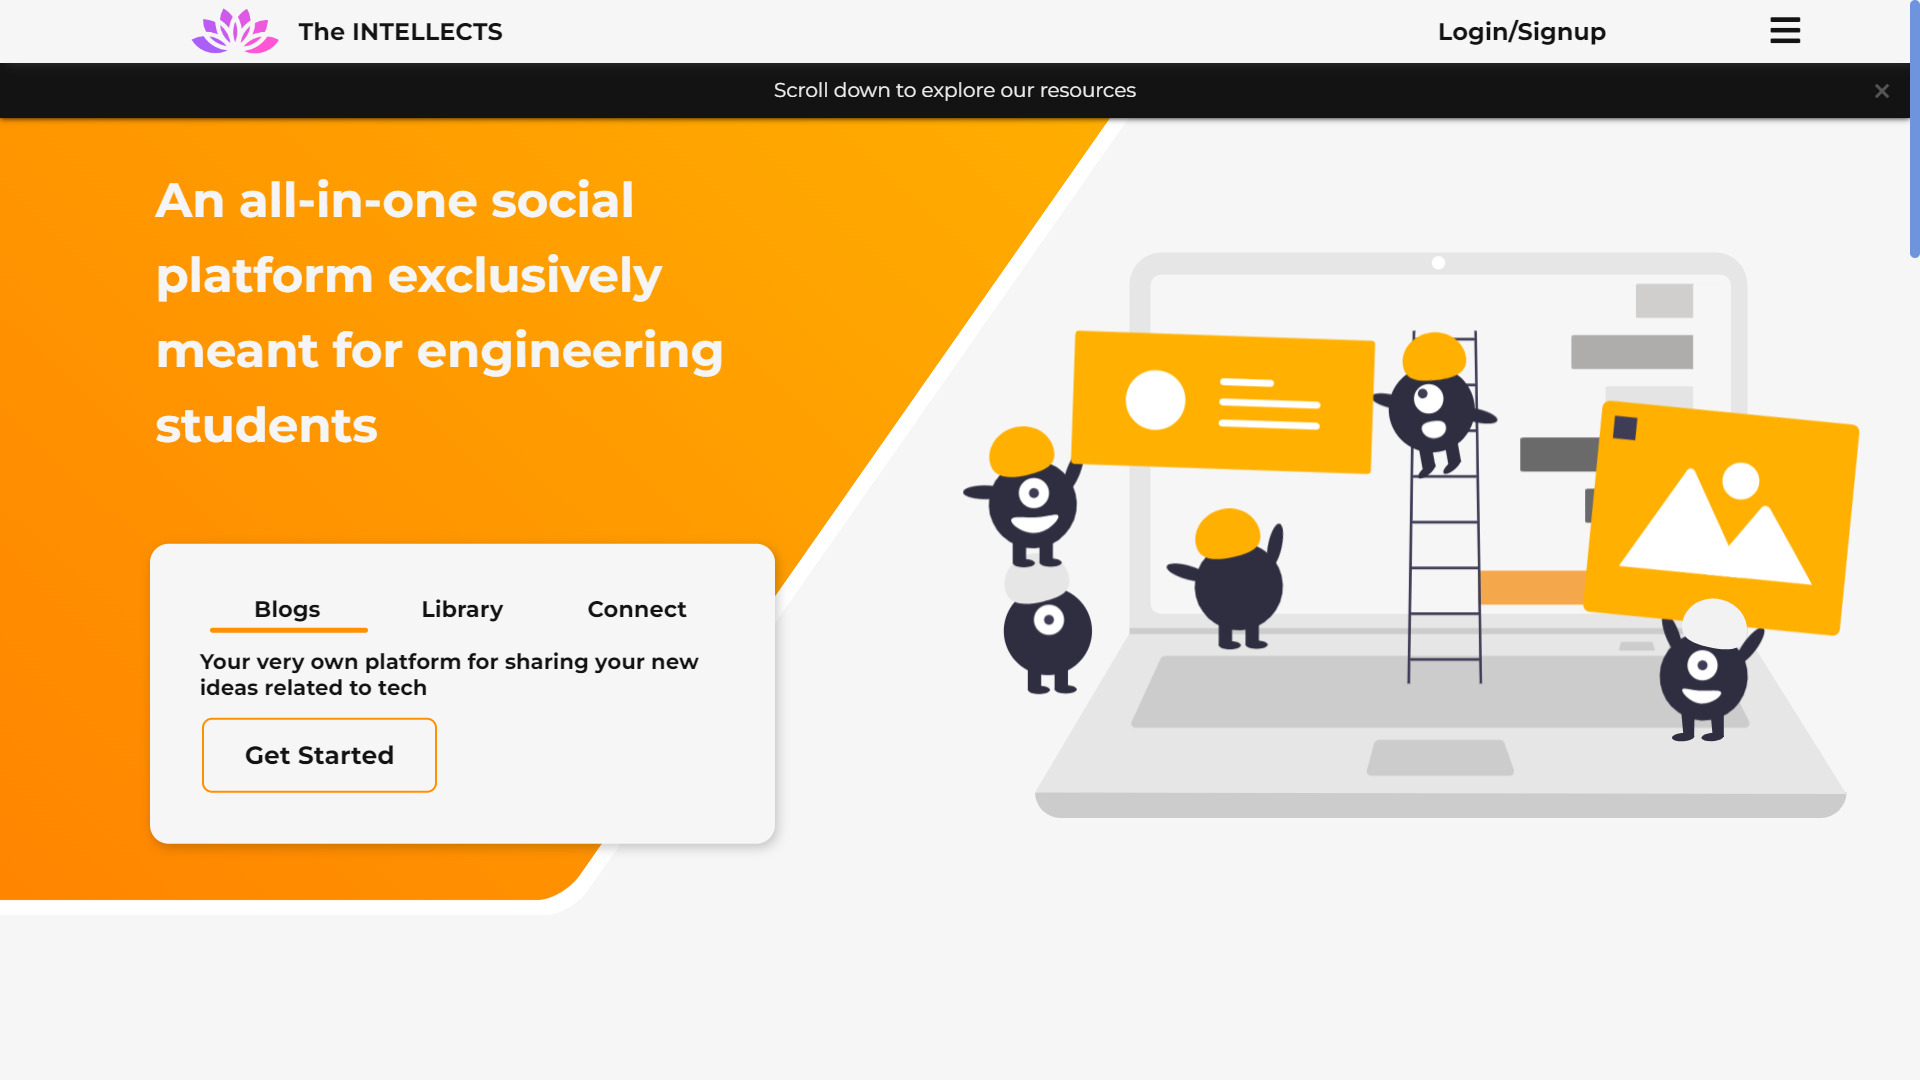 The INTELLECTS
Login/Signup
Scroll down to explore our resources
×
An all-in-one social
platform exclusively
meant for engineering
students
Blogs
Library
Connect
Your very own platform for sharing your new
ideas related to tech
Get Started